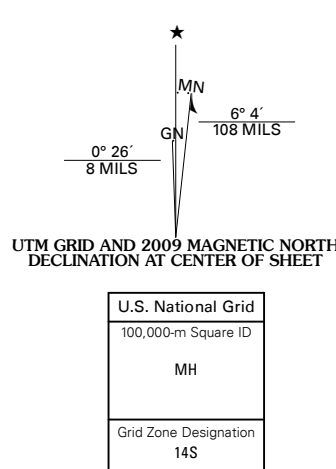 ★
MN
GN
6° 4´
108 MILS
0° 26´
8 MILS
UTM GRID AND 2009 MAGNETIC NORTH
DECLINATION AT CENTER OF SHEET
U.S. National Grid
100,000-m Square ID
MH
Grid Zone Designation
14S